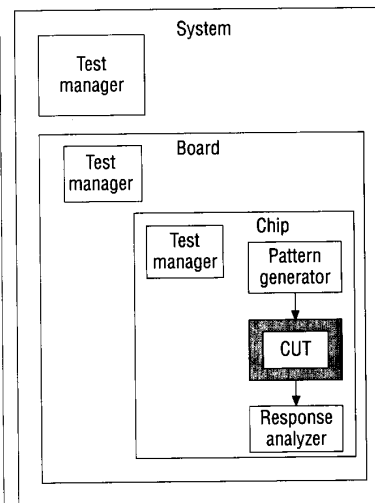 System
Test
manager
Board
Test
manager
Chip
Test
manager
Pattern
generator
CUT
Response
analyzer